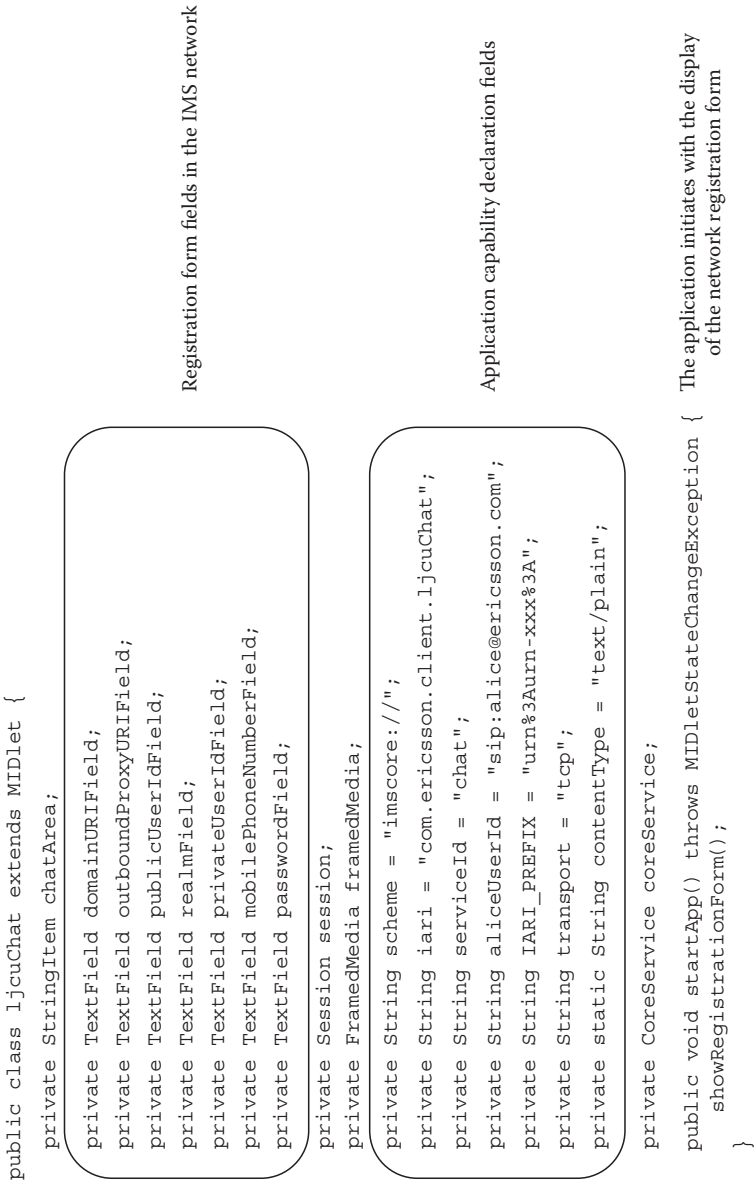 public class ljcuChat extends MIDlet {
private StringItem chatArea;
private TextField domainURIField;
private TextField outboundProxyURIField;
private TextField publicUserIdField;
private TextField realmField;
private TextField privateUserIdField;
private TextField mobilePhoneNumberField;
private TextField passwordField;
Registration form fields in the IMS network
private Session session;
private FramedMedia framedMedia;
private String scheme = "imscore://";
private String iari = "com.ericsson.client.ljcuChat";
private String serviceId = "chat";
private String aliceUserId = "sip:alice@ericsson.com";
private String IARI_PREFIX = "urn%3Aurn-xxx%3A";
private String transport = "tcp";
private static String contentType = "text/plain";
Application capability declaration fields
private CoreService coreService;
public void startApp() throws MIDletStateChangeException {
showRegistrationForm();
}
The application initiates with the display
of the network registration form